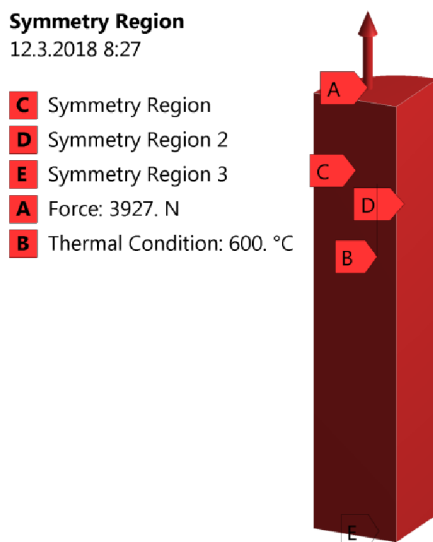 Symmetry Region
12.3.2018 8:27
C Symmetry Region
D Symmetry Region 2
E Symmetry Region 3
A Force: 3927. N
B Thermal Condition: 600. °C
A
C
D
B
E